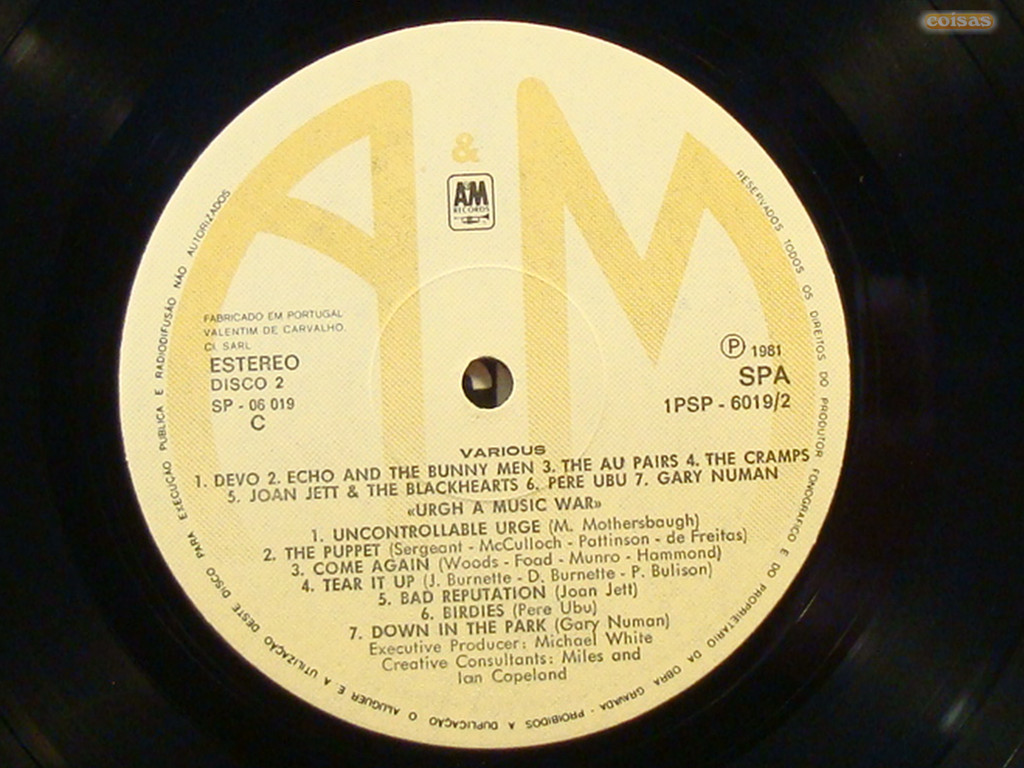 coisas
A & M
A&M
RECORDS
FABRICADO EM PORTUGAL
VALENTIM DE CARVALHO,
CI. SARL
ESTEREO
DISCO 2
SP - 06 019
C
℗ 1981
SPA
1PSP - 6019/2
VARIOUS
1. DEVO 2. ECHO AND THE BUNNY MEN 3. THE AU PAIRS 4. THE CRAMPS
5. JOAN JETT & THE BLACKHEARTS 6. PERE UBU 7. GARY NUMAN
«URGH A MUSIC WAR»
1. UNCONTROLLABLE URGE (M. Mothersbaugh)
2. THE PUPPET (Sergeant - McCulloch - Pattinson - de Freitas)
3. COME AGAIN (Woods - Foad - Munro - Hammond)
4. TEAR IT UP (J. Burnette - D. Burnette - P. Bulison)
5. BAD REPUTATION (Joan Jett)
6. BIRDIES (Pere Ubu)
7. DOWN IN THE PARK (Gary Numan)
Executive Producer: Michael White
Creative Consultants: Miles and
Ian Copeland
RESERVADOS TODOS OS DIREITOS DO PRODUTOR FONOGRAFICO E DO PROPRIETARIO DA OBRA GRAVADA - PROIBIDOS A DUPLICAÇÃO O ALUGUER E A UTILIZAÇAO DESTE DISCO PARA EXECUÇAO PUBLICA E RADIODIFUSÃO NÃO AUTORIZADOS